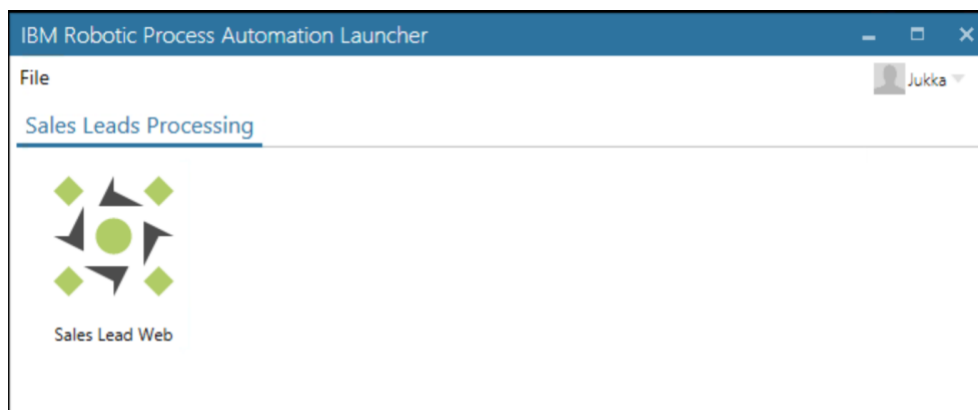 IBM Robotic Process Automation Launcher
File
Jukka
Sales Leads Processing
Sales Lead Web